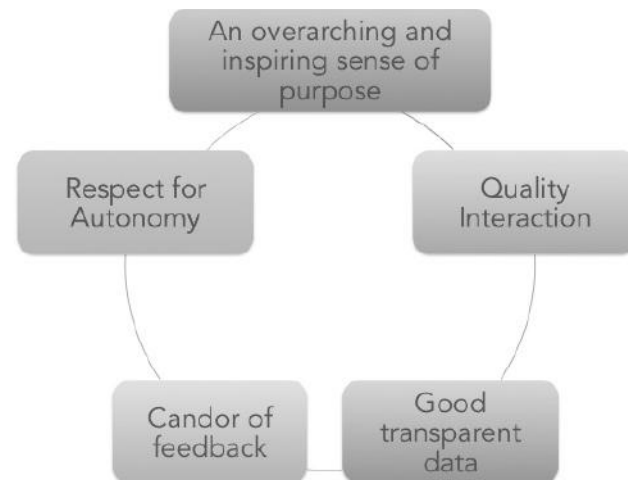 An overarching and
inspiring sense of
purpose
Respect for
Autonomy
Quality
Interaction
Candor of
feedback
Good
transparent
data